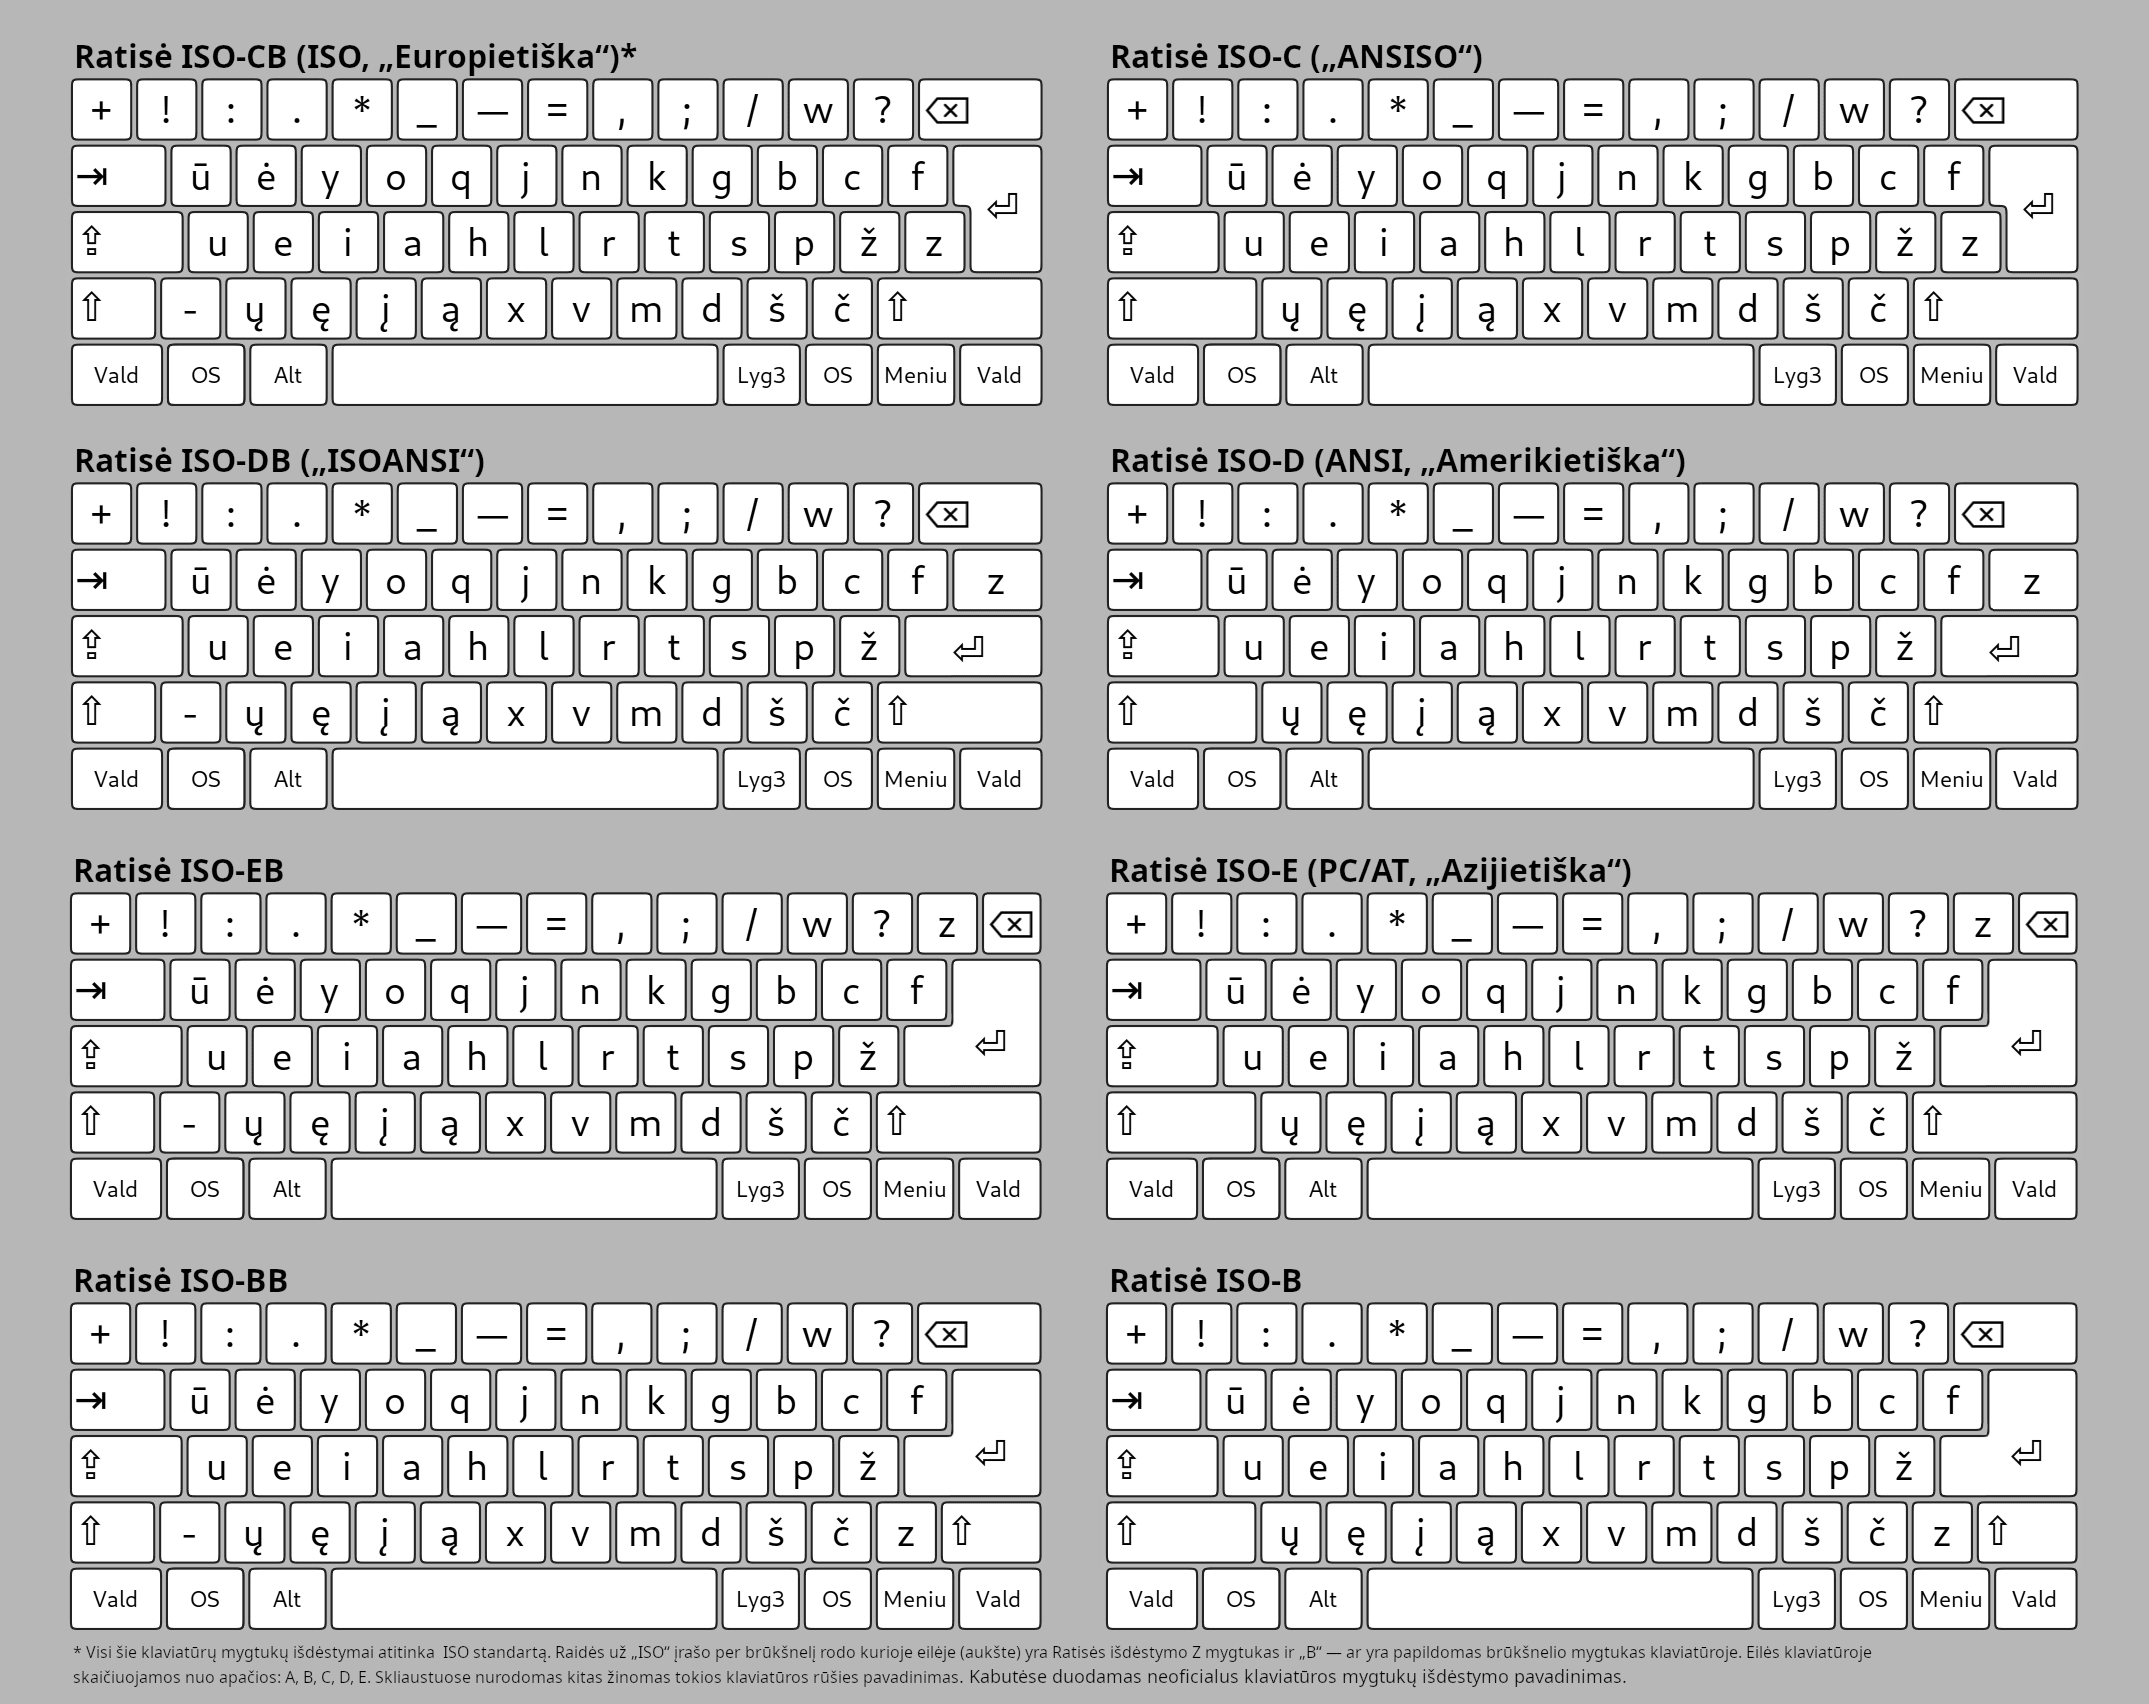 Ratisė ISO-CB (ISO, „Europietiška“)*
+ ! : . * _ — = , ; / w ? ⌫
⇥ ū ė y o q j n k g b c f ⏎
⇪ u e i a h l r t s p ž z
⇧ - ų ę į ą x v m d š č ⇧
Vald OS Alt Lyg3 OS Meniu Vald
Ratisė ISO-C („ANSISO“)
+ ! : . * _ — = , ; / w ? ⌫
⇥ ū ė y o q j n k g b c f ⏎
⇪ u e i a h l r t s p ž z
⇧ ų ę į ą x v m d š č ⇧
Vald OS Alt Lyg3 OS Meniu Vald
Ratisė ISO-DB („ISOANSI“)
+ ! : . * _ — = , ; / w ? ⌫
⇥ ū ė y o q j n k g b c f z
⇪ u e i a h l r t s p ž ⏎
⇧ - ų ę į ą x v m d š č ⇧
Vald OS Alt Lyg3 OS Meniu Vald
Ratisė ISO-D (ANSI, „Amerikietiška“)
+ ! : . * _ — = , ; / w ? ⌫
⇥ ū ė y o q j n k g b c f z
⇪ u e i a h l r t s p ž ⏎
⇧ ų ę į ą x v m d š č ⇧
Vald OS Alt Lyg3 OS Meniu Vald
Ratisė ISO-EB
+ ! : . * _ — = , ; / w ? z ⌫
⇥ ū ė y o q j n k g b c f
⇪ u e i a h l r t s p ž ⏎
⇧ - ų ę į ą x v m d š č ⇧
Vald OS Alt Lyg3 OS Meniu Vald
Ratisė ISO-E (PC/AT, „Azijietiška“)
+ ! : . * _ — = , ; / w ? z ⌫
⇥ ū ė y o q j n k g b c f
⇪ u e i a h l r t s p ž ⏎
⇧ ų ę į ą x v m d š č ⇧
Vald OS Alt Lyg3 OS Meniu Vald
Ratisė ISO-BB
+ ! : . * _ — = , ; / w ? ⌫
⇥ ū ė y o q j n k g b c f
⇪ u e i a h l r t s p ž ⏎
⇧ - ų ę į ą x v m d š č z ⇧
Vald OS Alt Lyg3 OS Meniu Vald
Ratisė ISO-B
+ ! : . * _ — = , ; / w ? ⌫
⇥ ū ė y o q j n k g b c f
⇪ u e i a h l r t s p ž ⏎
⇧ ų ę į ą x v m d š č z ⇧
Vald OS Alt Lyg3 OS Meniu Vald
* Visi šie klaviatūrų mygtukų išdėstymai atitinka ISO standartą. Raidės už „ISO“ įrašo per brūkšnelį rodo kurioje eilėje (aukšte) yra Ratisės išdėstymo Z mygtukas ir „B“ — ar yra papildomas brūkšnelio mygtukas klaviatūroje. Eilės klaviatūroje
skaičiuojamos nuo apačios: A, B, C, D, E. Skliaustuose nurodomas kitas žinomas tokios klaviatūros rūšies pavadinimas. Kabutėse duodamas neoficialus klaviatūros mygtukų išdėstymo pavadinimas.